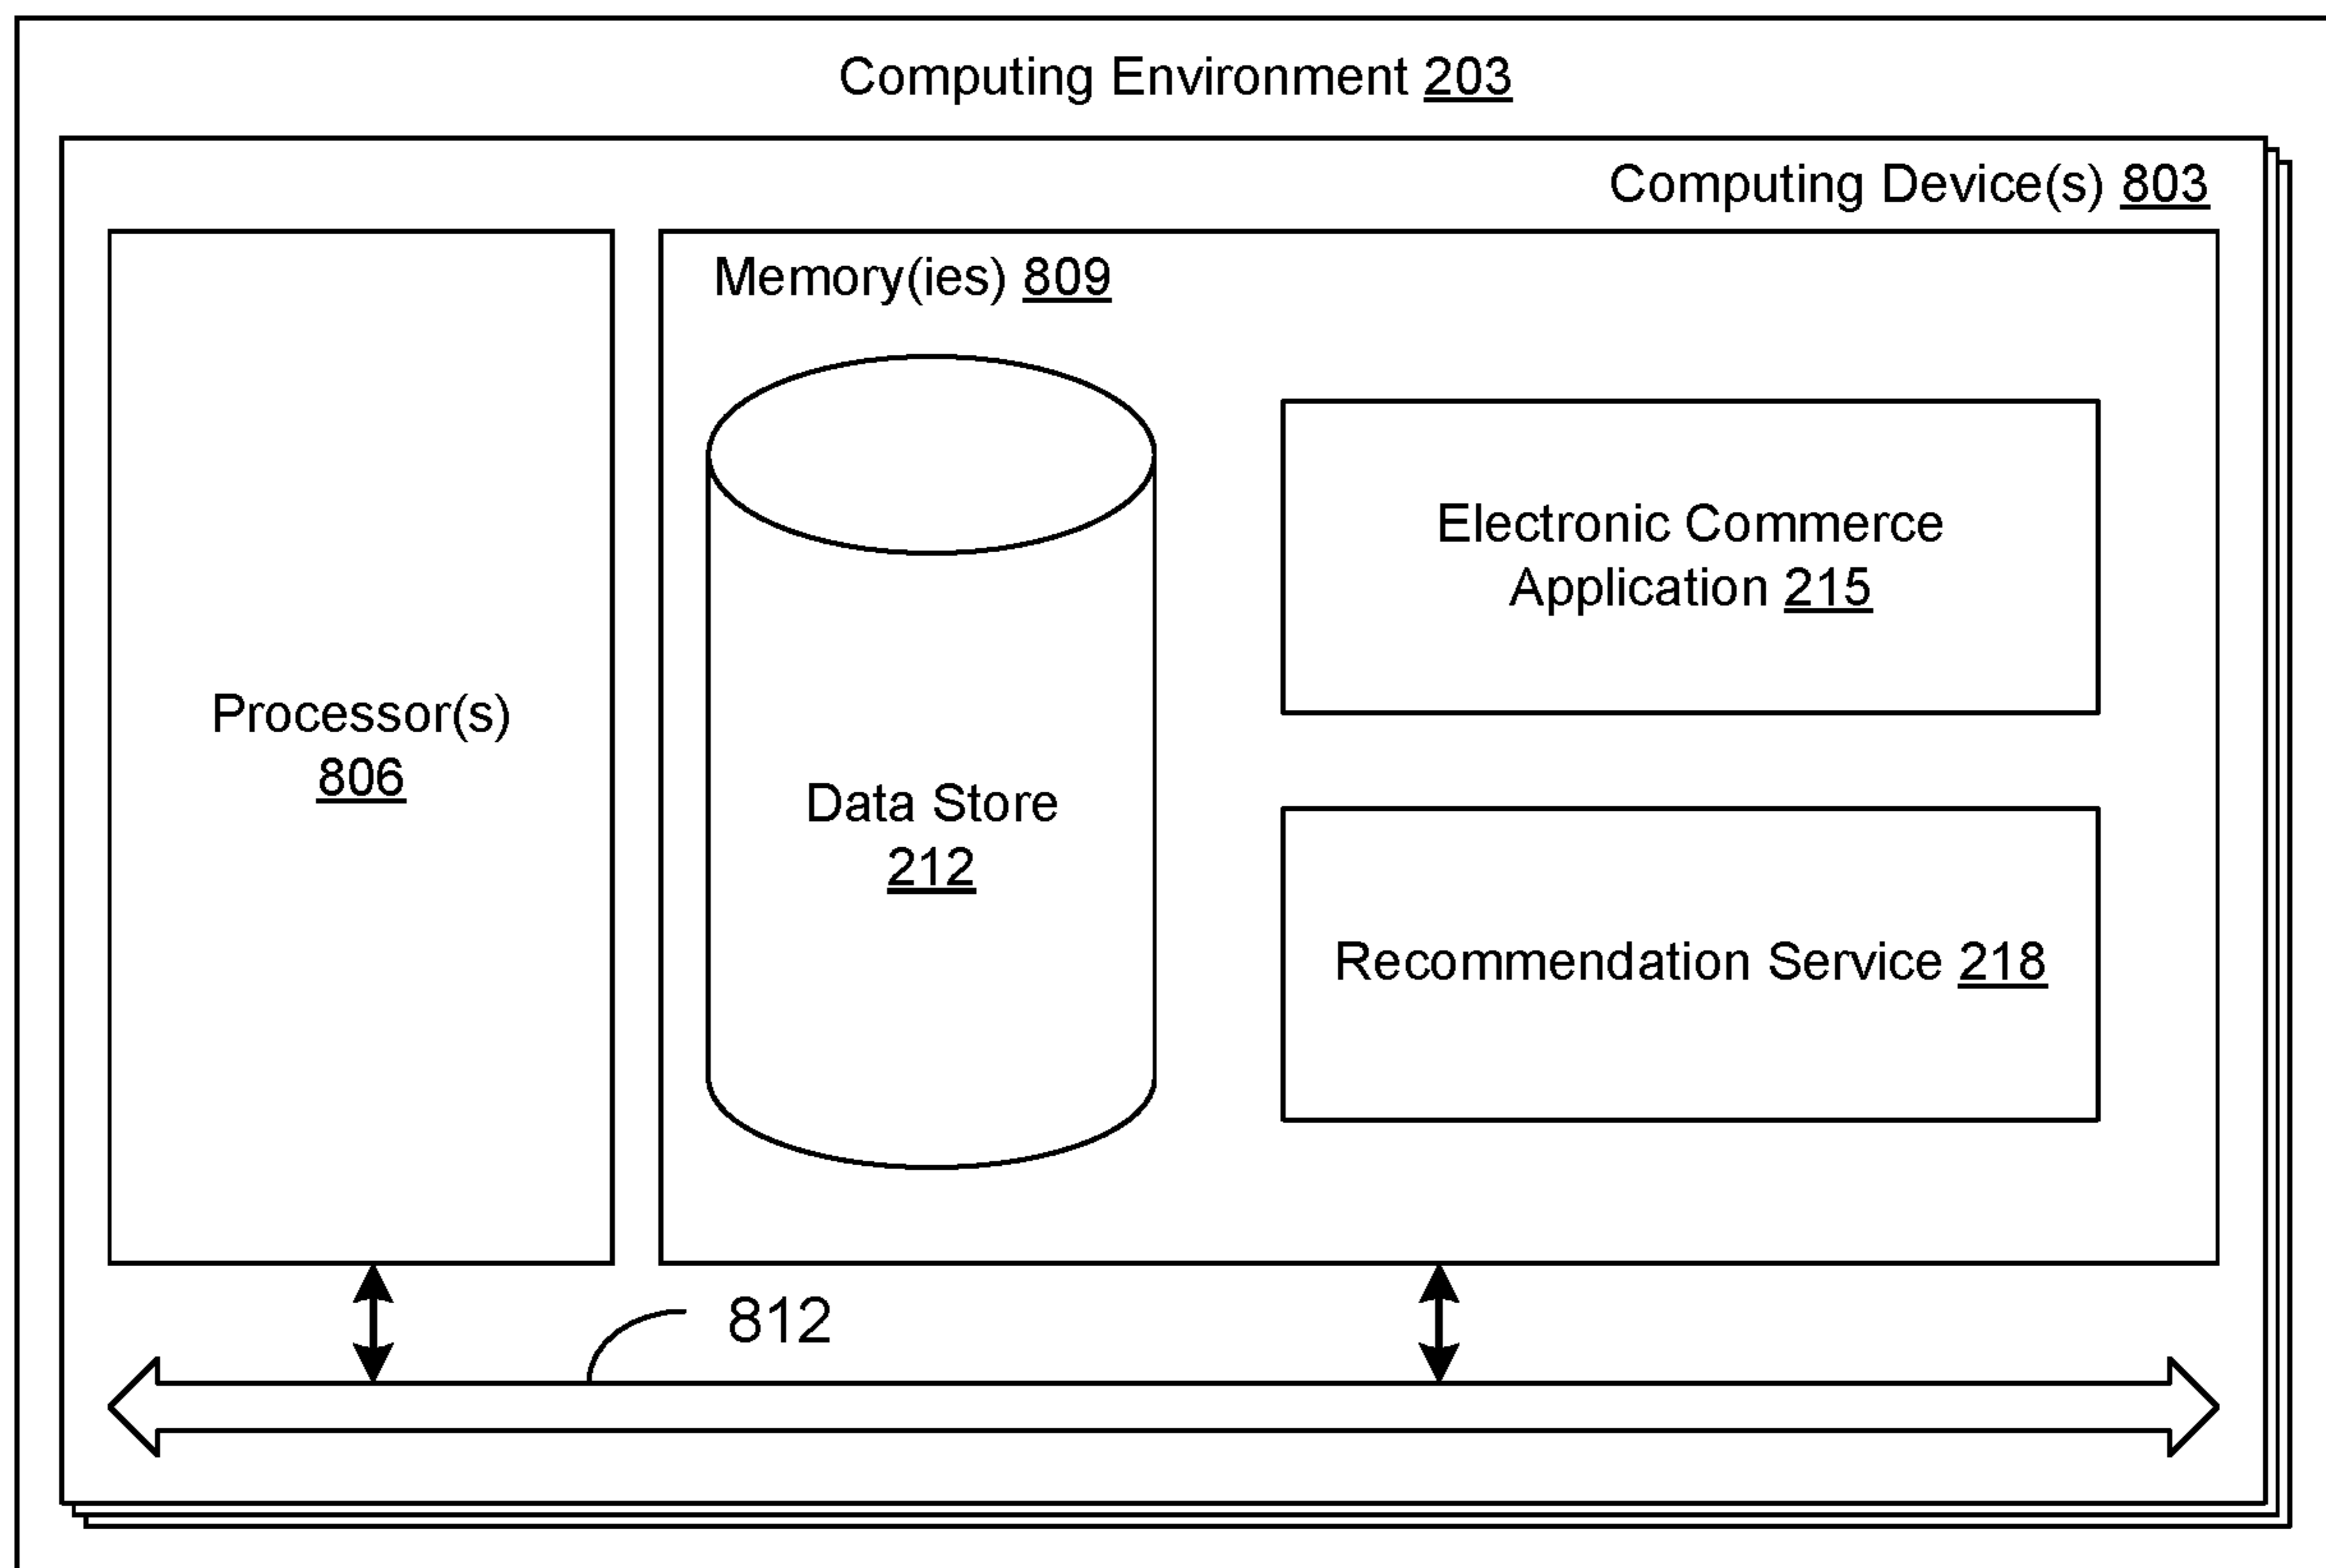 Computing Environment 203
Computing Device(s) 803
Memory(ies) 809
Electronic Commerce
Application 215
Processor(s)
806
Data Store
212
Recommendation Service 218
812